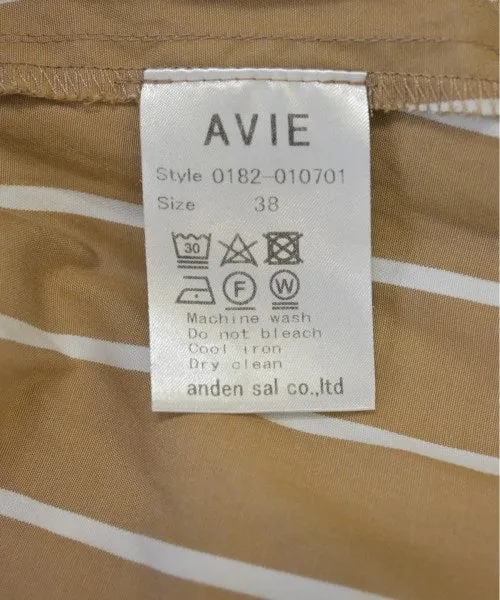 AVIE
Style 0182-010701
Size 38
30
F W
Machine wash
Do not bleach
Cool iron
Dry clean
anden sal co.,ltd